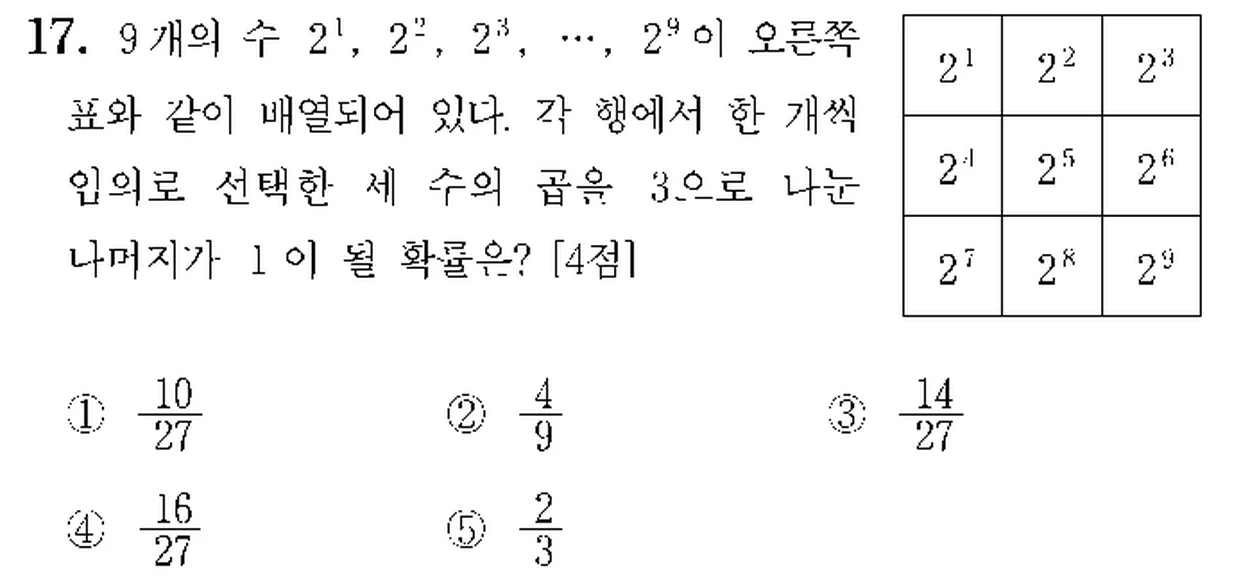 17. 9개의 수 2¹, 2², 2³, ⋯, 2⁹이 오른쪽
표와 같이 배열되어 있다. 각 행에서 한 개씩
임의로 선택한 세 수의 곱을 3으로 나눈
나머지가 1이 될 확률은? [4점]
2¹ 2² 2³
2⁴ 2⁵ 2⁶
2⁷ 2⁸ 2⁹
① 10/27 ② 4/9 ③ 14/27
④ 16/27 ⑤ 2/3